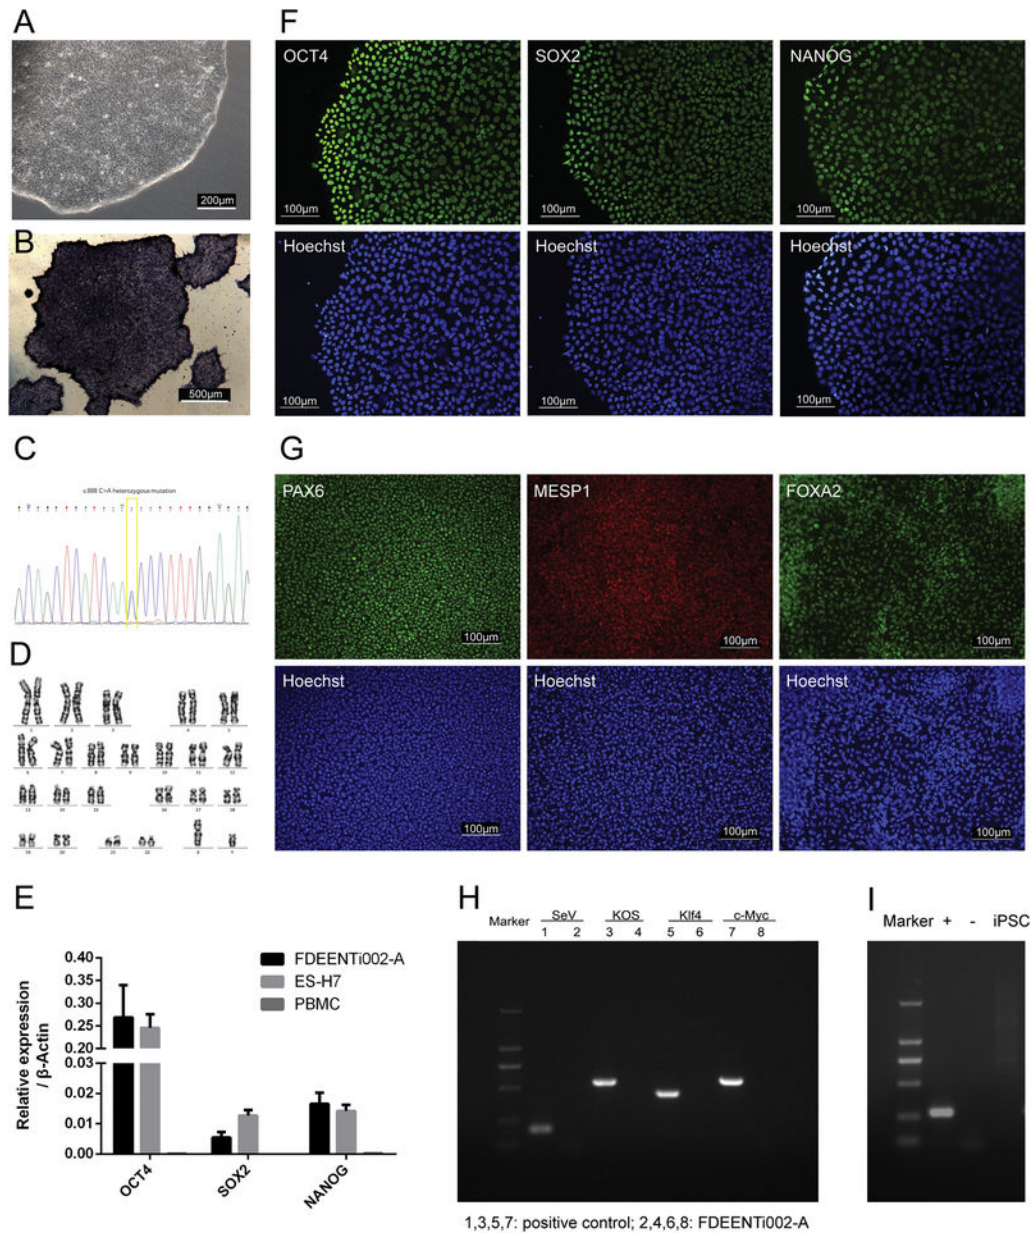 A
200µm
B
500µm
C
c.888 C>A heterozygous mutation
D
E
Relative expression
/ β-Actin
0.40
0.35
0.30
0.25
0.20
0.03
0.02
0.01
0.00
FDEENTi002-A
ES-H7
PBMC
OCT4
SOX2
NANOG
F
OCT4
SOX2
NANOG
100µm
100µm
100µm
Hoechst
Hoechst
Hoechst
100µm
100µm
100µm
G
PAX6
MESP1
FOXA2
100µm
100µm
100µm
Hoechst
Hoechst
Hoechst
100µm
100µm
100µm
H
Marker SeV KOS Klf4 c-Myc
1 2 3 4 5 6 7 8
1,3,5,7: positive control; 2,4,6,8: FDEENTi002-A
I
Marker + - iPSC